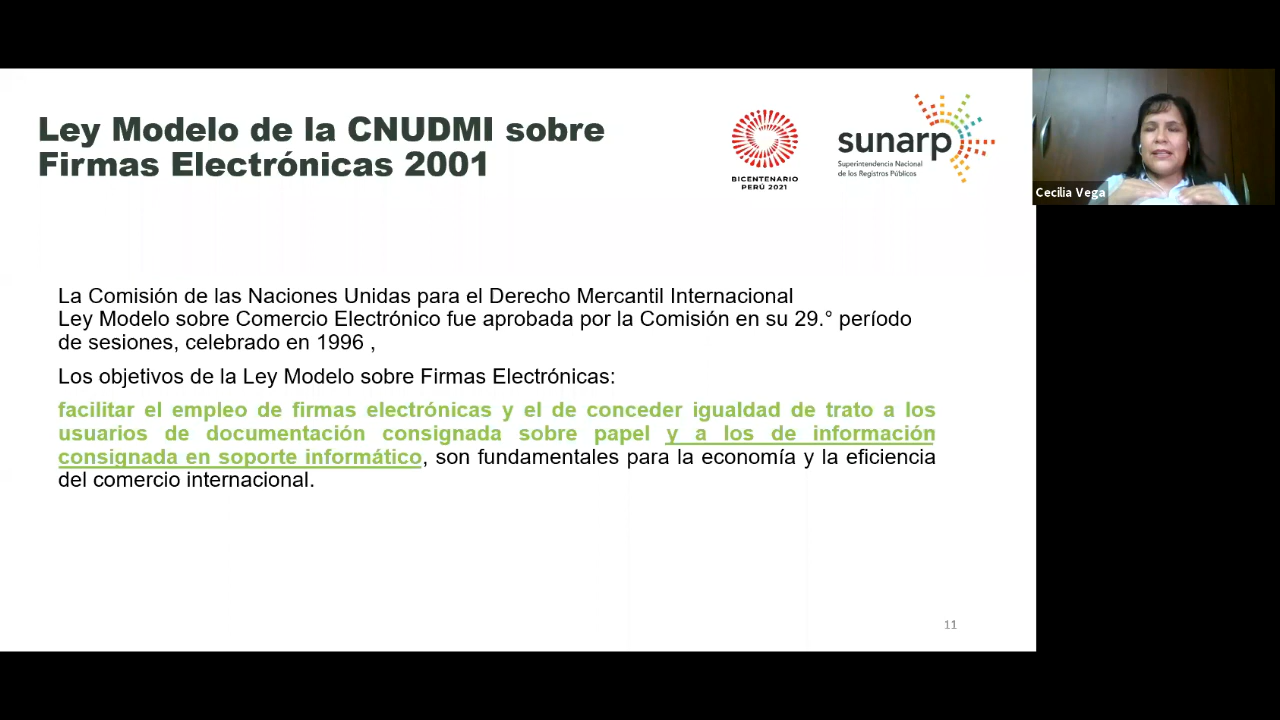 Ley Modelo de la CNUDMI sobre
Firmas Electrónicas 2001
BICENTENARIO
PERÚ 2021
sunarp
Superintendencia Nacional
de los Registros Públicos
Cecilia Vega
La Comisión de las Naciones Unidas para el Derecho Mercantil Internacional
Ley Modelo sobre Comercio Electrónico fue aprobada por la Comisión en su 29.° período
de sesiones, celebrado en 1996 ,
Los objetivos de la Ley Modelo sobre Firmas Electrónicas:
facilitar el empleo de firmas electrónicas y el de conceder igualdad de trato a los
usuarios de documentación consignada sobre papel y a los de información
consignada en soporte informático, son fundamentales para la economía y la eficiencia
del comercio internacional.
11